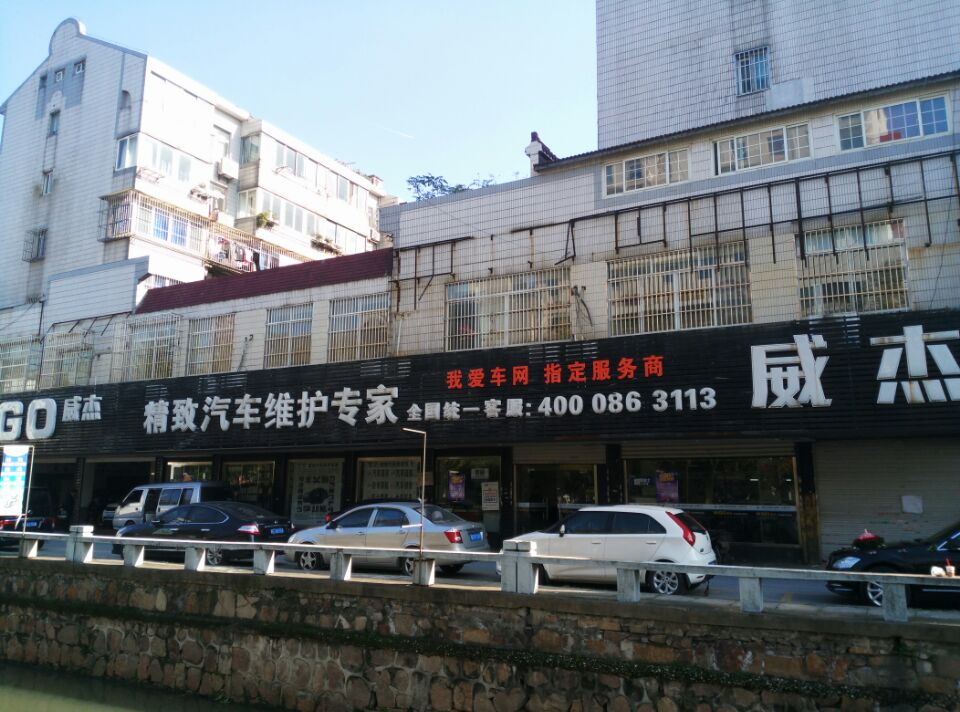 GO 威杰
精致汽车维护专家
我爱车网 指定服务商
全国统一客服:400 086 3113
威杰